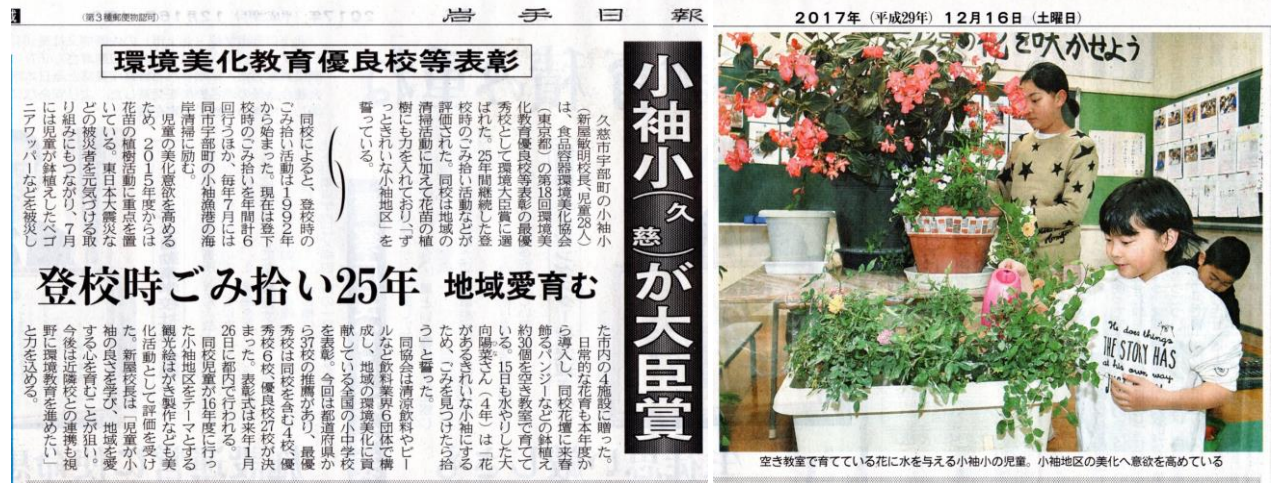 (第3種郵便物認可)
岩手日報
2017年(平成29年)12月16日(土曜日)
環境美化教育優良校等表彰
小袖小(久慈)が大臣賞
登校時ごみ拾い25年 地域愛育む
久慈市宇部町の小袖小
(新屋敏明校長、児童28人)
は、食品容器環境美化協会
(東京都)の第18回環境美
化教育優良校等表彰の最優
秀校として環境大臣賞に選
ばれた。25年間継続した登
校時のごみ拾い活動などが
評価された。同校は地域の
清掃活動に加えて花苗の植
樹にも力を入れており、「ず
っときれいな小袖地区」を
誓っている。
同校によると、登校時の
ごみ拾い活動は1992年
から始まった。現在は登下
校時のごみ拾いを年間計6
回行うほか、毎年7月には
同市宇部町の小袖漁港の海
岸清掃に励む。
児童の美化意欲を高める
ため、2015年度からは
花苗の植樹活動に重点を置
いている。東日本大震災な
どの被災者を元気づける取
り組みにもつながり、7月
には児童が鉢植えしたベゴ
ニアワッパーなどを被災し
た市内の4施設に贈った。
日常的な花育も本年度か
ら導入し、同校花壇に来春
飾るパンジーなどの鉢植え
約30個を空き教室で育てて
いる。15日も水やりした大
向陽菜さん(4年)は「花
があるきれいな小袖にする
ため、ごみを見つけたら拾
う」と誓った。
同協会は清涼飲料やビー
ルなど飲料業界6団体で構
成し、地域の環境美化に貢
献している全国の小中学校
を表彰。今回は都道府県か
ら37校の推薦があり、最優
秀校は同校を含む4校、優
秀校6校、優良校27校が決
まった。表彰式は来年1月
26日に都内で行われる。
同校児童が16年度に行っ
た小袖地区をテーマとする
観光絵はがき製作なども美
化活動として評価を受け
た。新屋校長は「児童が小
袖の良さを学び、地域を愛
する心を育むことが狙い。
今後は近隣校との連携も視
野に環境教育を進めたい」
と力を込める。
の花を咲かせよう
He does things
THE STORY HAS
at his own way
空き教室で育てている花に水を与える小袖小の児童。小袖地区の美化へ意欲を高めている